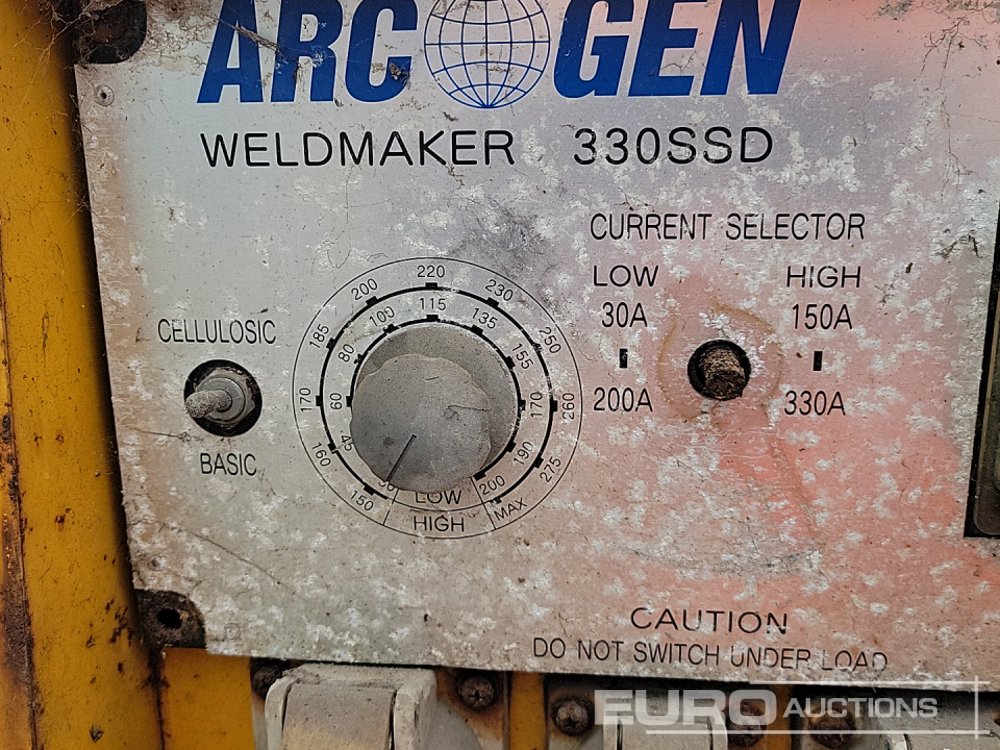 ARC GEN
WELDMAKER 330SSD
CURRENT SELECTOR
LOW HIGH
30A 150A
200A 330A
CELLULOSIC
BASIC
150 160 170 185 200 220 230 250 260 275 MAX
45 60 80 100 115 135 155 170 190 200
LOW
HIGH
CAUTION
DO NOT SWITCH UNDER LOAD
EURO AUCTIONS